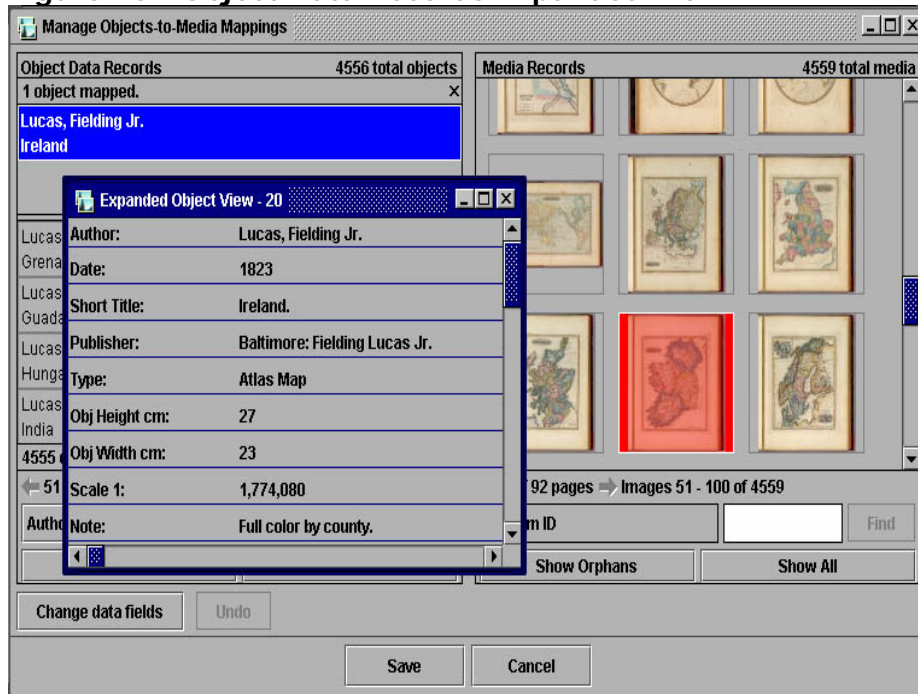 Manage Objects-to-Media Mappings
Object Data Records 4556 total objects
1 object mapped. X
Lucas, Fielding Jr.
Ireland
Lucas
Grena
Lucas
Guada
Lucas
Hunga
Lucas
India
4555
51
Autho
Change data fields Undo
Expanded Object View - 20
Author: Lucas, Fielding Jr.
Date: 1823
Short Title: Ireland.
Publisher: Baltimore: Fielding Lucas Jr.
Type: Atlas Map
Obj Height cm: 27
Obj Width cm: 23
Scale 1: 1,774,080
Note: Full color by county.
Media Records 4559 total media
92 pages Images 51 - 100 of 4559
m ID Find
Show Orphans Show All
Save Cancel